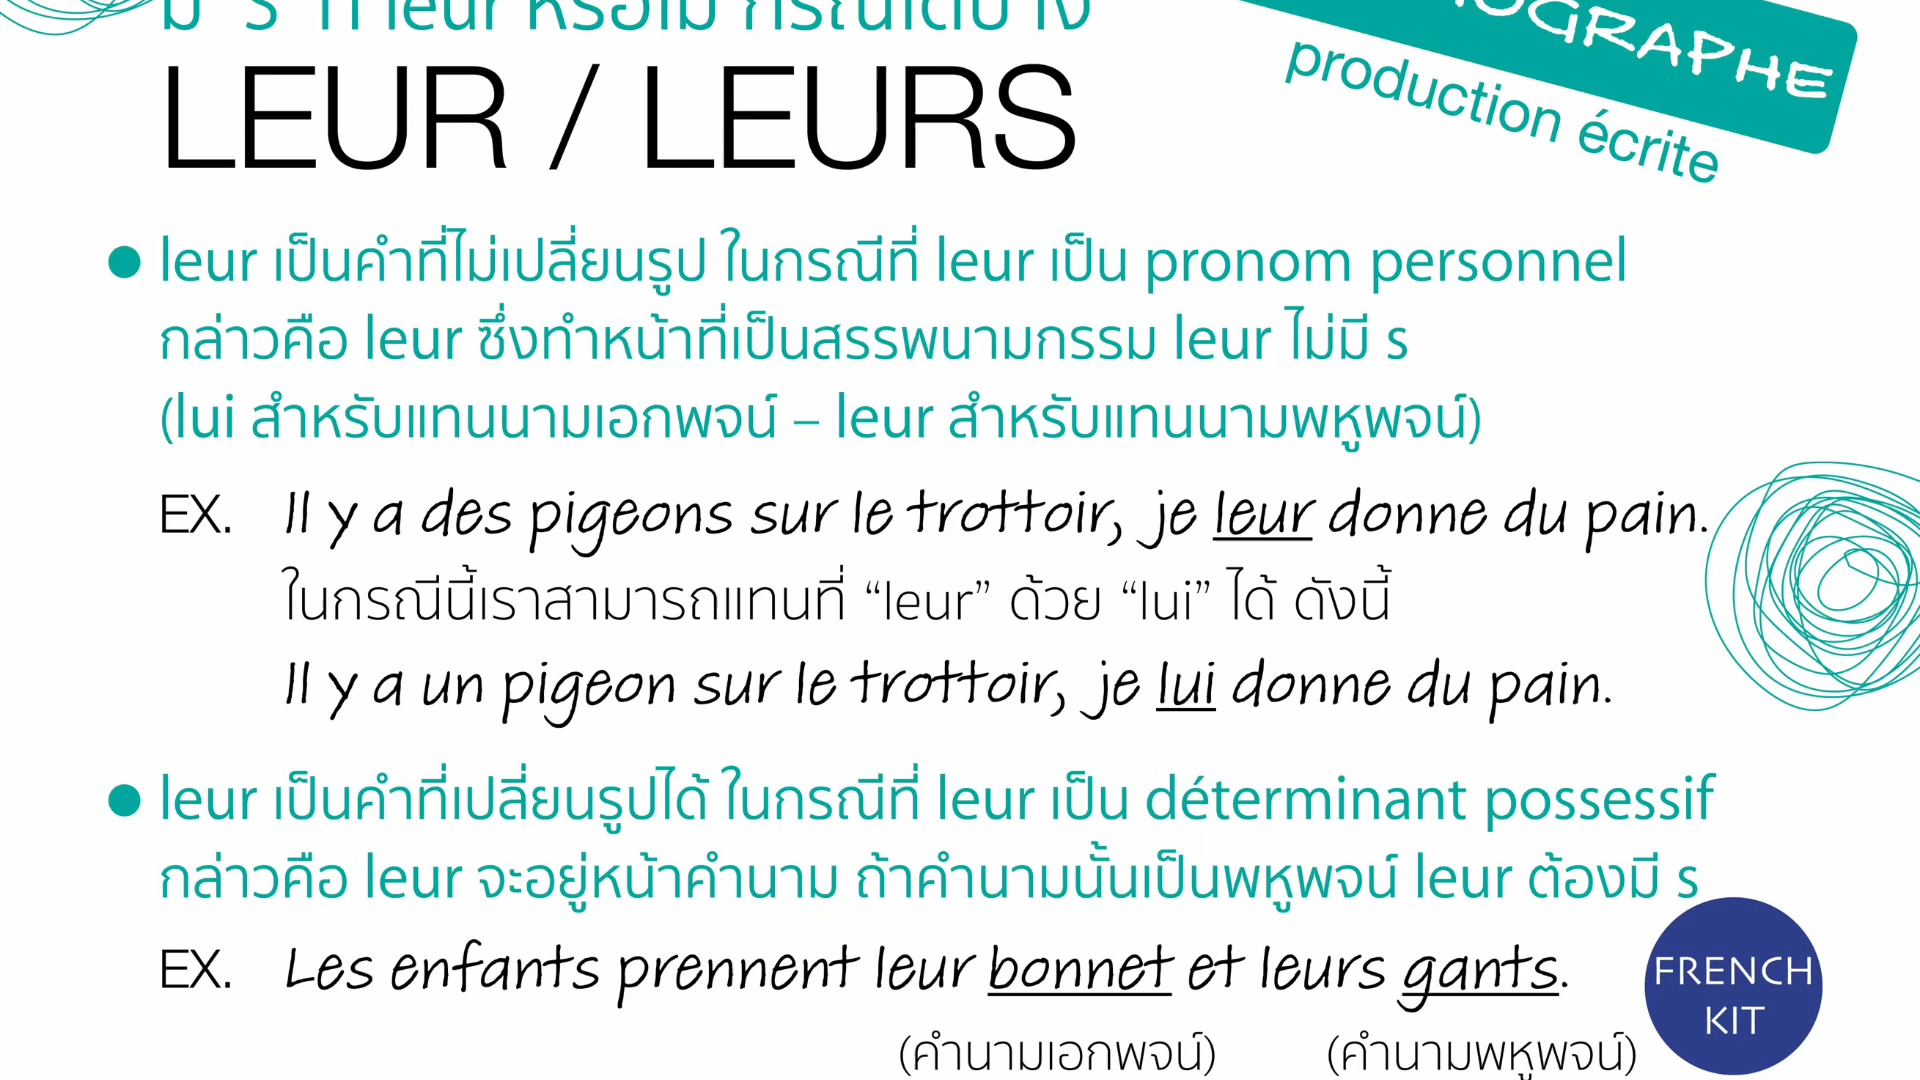 LEUR / LEURS
production écrite
● leur เป็นคำที่ไม่เปลี่ยนรูป ในกรณีที่ leur เป็น pronom personnel
กล่าวคือ leur ซึ่งทำหน้าที่เป็นสรรพนามกรรม leur ไม่มี s
(lui สำหรับแทนนามเอกพจน์ – leur สำหรับแทนนามพหูพจน์)
EX. Il y a des pigeons sur le trottoir, je leur donne du pain.
ในกรณีนี้เราสามารถแทนที่ “leur” ด้วย “lui” ได้ ดังนี้
Il y a un pigeon sur le trottoir, je lui donne du pain.
● leur เป็นคำที่เปลี่ยนรูปได้ ในกรณีที่ leur เป็น déterminant possessif
กล่าวคือ leur จะอยู่หน้าคำนาม ถ้าคำนามนั้นเป็นพหูพจน์ leur ต้องมี s
EX. Les enfants prennent leur bonnet et leurs gants.
(คำนามเอกพจน์) (คำนามพหูพจน์)
FRENCH
KIT